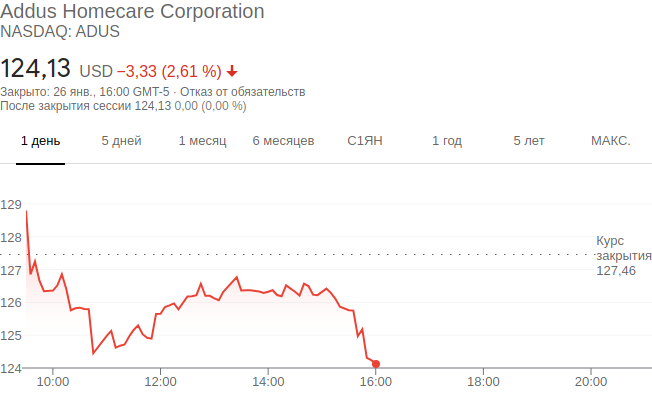 Addus Homecare Corporation
NASDAQ: ADUS
124,13 USD −3,33 (2,61 %)
Закрыто: 26 янв., 16:00 GMT-5 · Отказ от обязательств
После закрытия сессии 124,13 0,00 (0,00 %)
1 день 5 дней 1 месяц 6 месяцев С1ЯН 1 год 5 лет МАКС.
129
128
Курс
закрытия
127,46
127
126
125
124
10:00 12:00 14:00 16:00 18:00 20:00